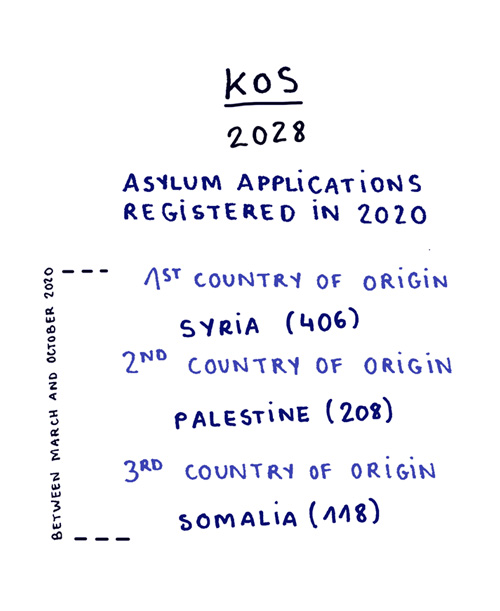 KOS
2028
ASYLUM APPLICATIONS
REGISTERED IN 2020
BETWEEN MARCH AND OCTOBER 2020
1ST COUNTRY OF ORIGIN
SYRIA (406)
2ND COUNTRY OF ORIGIN
PALESTINE (208)
3RD COUNTRY OF ORIGIN
SOMALIA (118)